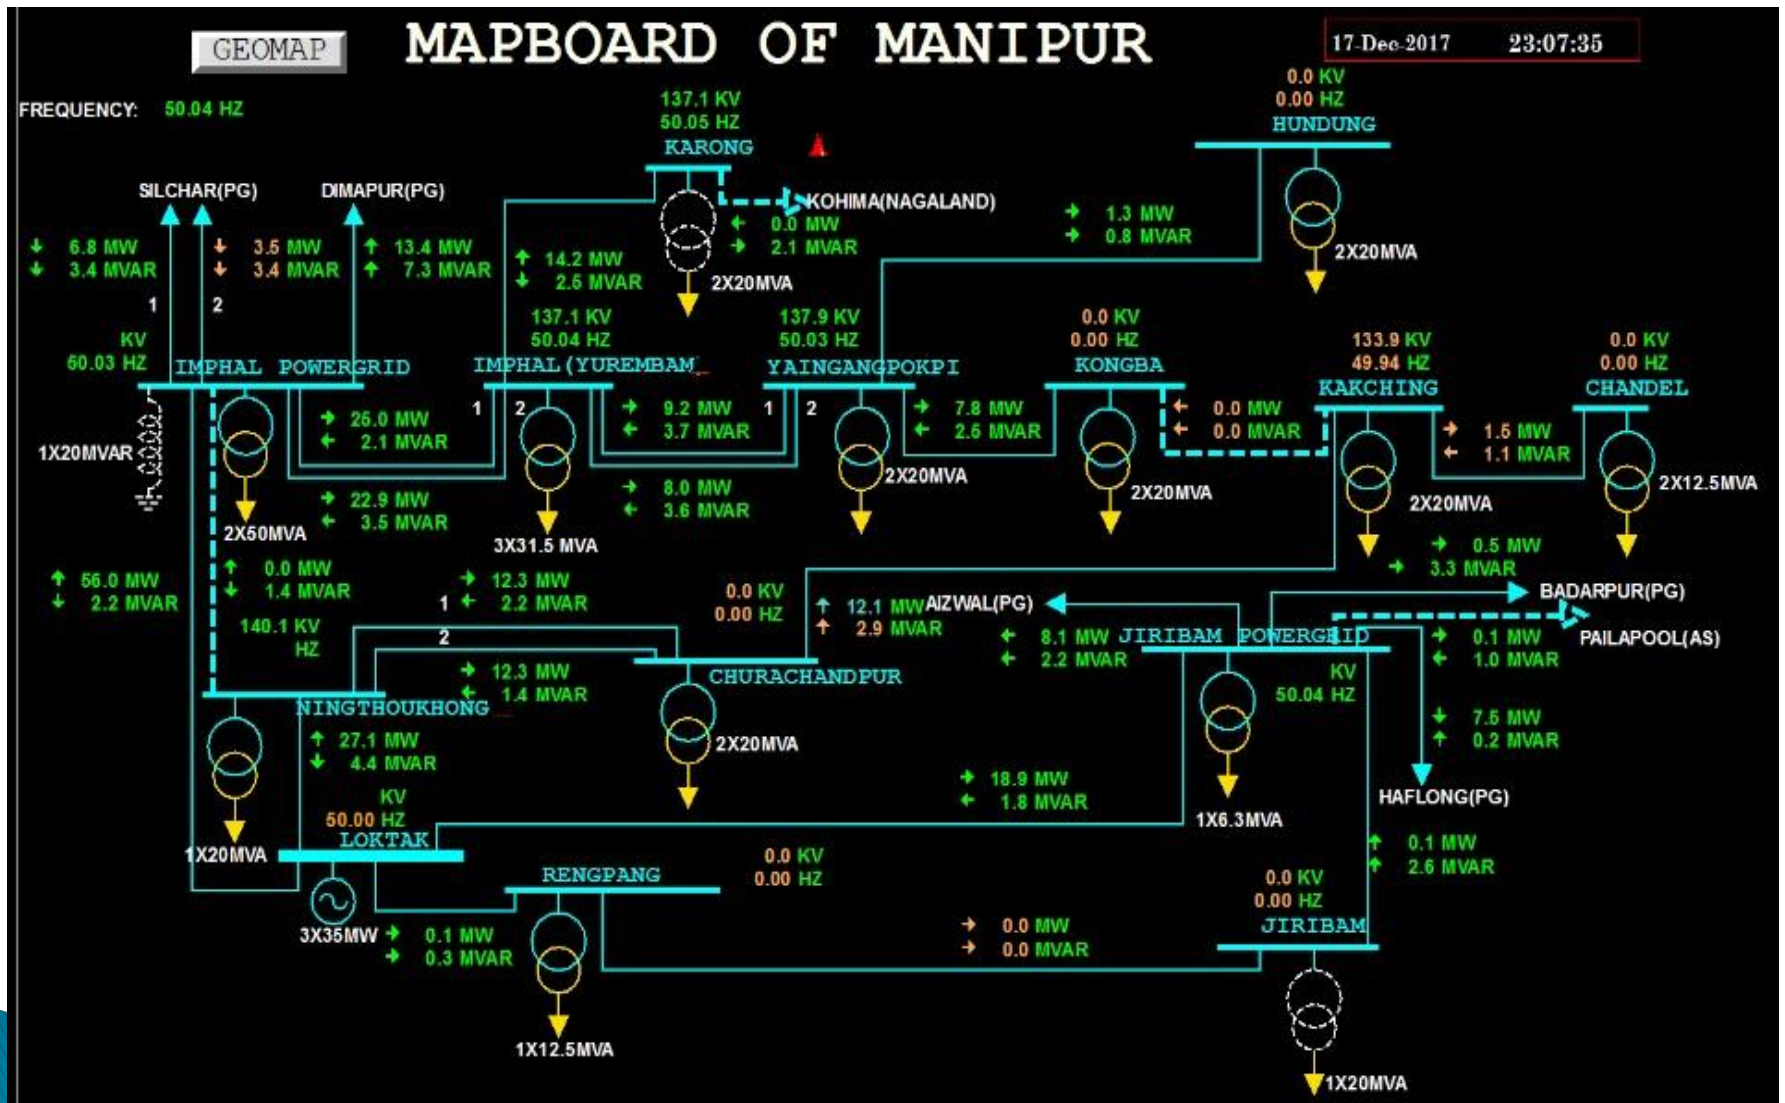 GEOMAP
MAPBOARD OF MANIPUR
17-Dec-2017 23:07:35
FREQUENCY: 50.04 HZ
137.1 KV
50.05 HZ
KARONG
0.0 KV
0.00 HZ
HUNDUNG
SILCHAR(PG)
DIMAPUR(PG)
KOHIMA(NAGALAND)
6.8 MW
3.4 MVAR
3.5 MW
3.4 MVAR
13.4 MW
7.3 MVAR
14.2 MW
2.5 MVAR
0.0 MW
2.1 MVAR
2X20MVA
1.3 MW
0.8 MVAR
2X20MVA
1
2
KV
50.03 HZ
IMPHAL POWERGRID
137.1 KV
50.04 HZ
IMPHAL(YUREMBAM
137.9 KV
50.03 HZ
YAINGANGPOKPI
0.0 KV
0.00 HZ
KONGBA
133.9 KV
49.94 HZ
KAKCHING
0.0 KV
0.00 HZ
CHANDEL
1X20MVAR
25.0 MW
2.1 MVAR
1
2
9.2 MW
3.7 MVAR
1
2
7.8 MW
2.5 MVAR
0.0 MW
0.0 MVAR
1.5 MW
1.1 MVAR
2X50MVA
22.9 MW
3.5 MVAR
3X31.5 MVA
8.0 MW
3.6 MVAR
2X20MVA
2X20MVA
2X20MVA
2X12.5MVA
56.0 MW
2.2 MVAR
0.0 MW
1.4 MVAR
140.1 KV
HZ
NINGTHOUKHONG
12.3 MW
2.2 MVAR
1
2
12.3 MW
1.4 MVAR
0.0 KV
0.00 HZ
CHURACHANDPUR
12.1 MW
2.9 MVAR
AIZWAL(PG)
8.1 MW
2.2 MVAR
JIRIBAM POWERGRID
KV
50.04 HZ
0.5 MW
3.3 MVAR
BADARPUR(PG)
PAILAPOOL(AS)
0.1 MW
1.0 MVAR
7.5 MW
0.2 MVAR
HAFLONG(PG)
2X20MVA
27.1 MW
4.4 MVAR
KV
50.00 HZ
LOKTAK
1X20MVA
18.9 MW
1.8 MVAR
1X6.3MVA
0.1 MW
2.6 MVAR
3X35MW
0.1 MW
0.3 MVAR
RENGPANG
0.0 KV
0.00 HZ
0.0 MW
0.0 MVAR
0.0 KV
0.00 HZ
JIRIBAM
1X12.5MVA
1X20MVA